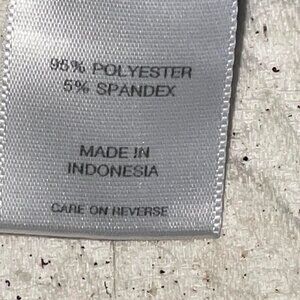 95% POLYESTER
5% SPANDEX
MADE IN
INDONESIA
CARE ON REVERSE